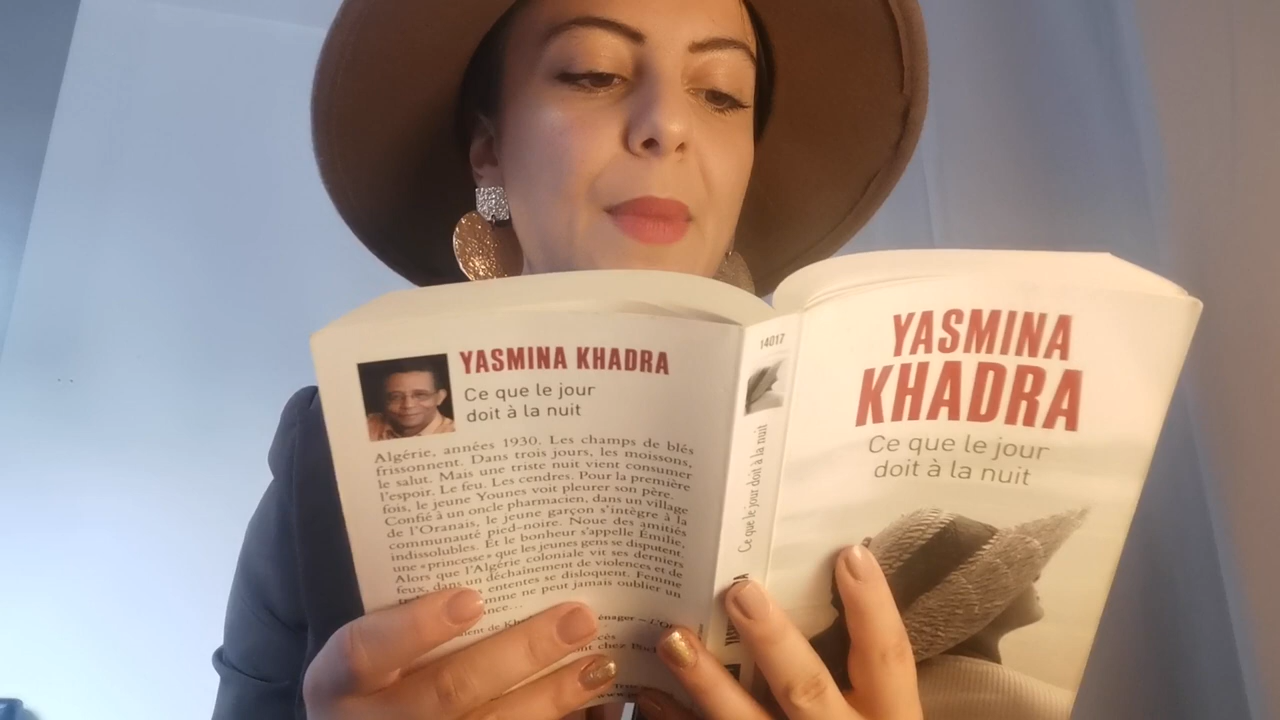 YASMINA KHADRA
Ce que le jour
doit à la nuit
Algérie, années 1930. Les champs de blés
frissonnent. Dans trois jours, les moissons,
le salut. Mais une triste nuit vient consumer
l'espoir. Le feu. Les cendres. Pour la première
fois, le jeune Younes voit pleurer son père.
Confié à un oncle pharmacien, dans un village
de l'Oranais, le jeune garçon s'intègre à la
communauté pied-noire. Noue des amitiés
indissolubles. Et le bonheur s'appelle Émilie,
une « princesse » que les jeunes gens se disputent.
Alors que l'Algérie coloniale vit ses derniers
feux, dans un déchaînement de violences et de
ententes se disloquent. Femme
ne peut jamais oublier un
14017
Ce que le jour doit à la nuit
YASMINA
KHADRA
Ce que le jour
doit à la nuit